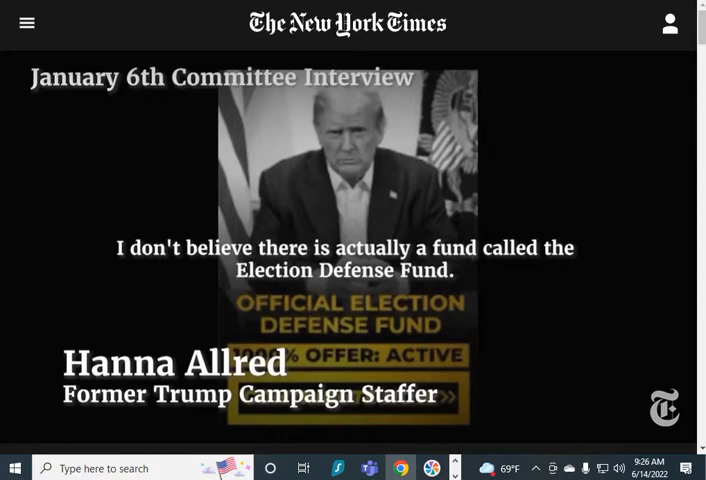 The New York Times
January 6th Committee Interview
I don't believe there is actually a fund called the
Election Defense Fund.
OFFICIAL ELECTION
DEFENSE FUND
1000% OFFER: ACTIVE
Hanna Allred
Former Trump Campaign Staffer
T
Type here to search
69°F
9:26 AM
6/14/2022